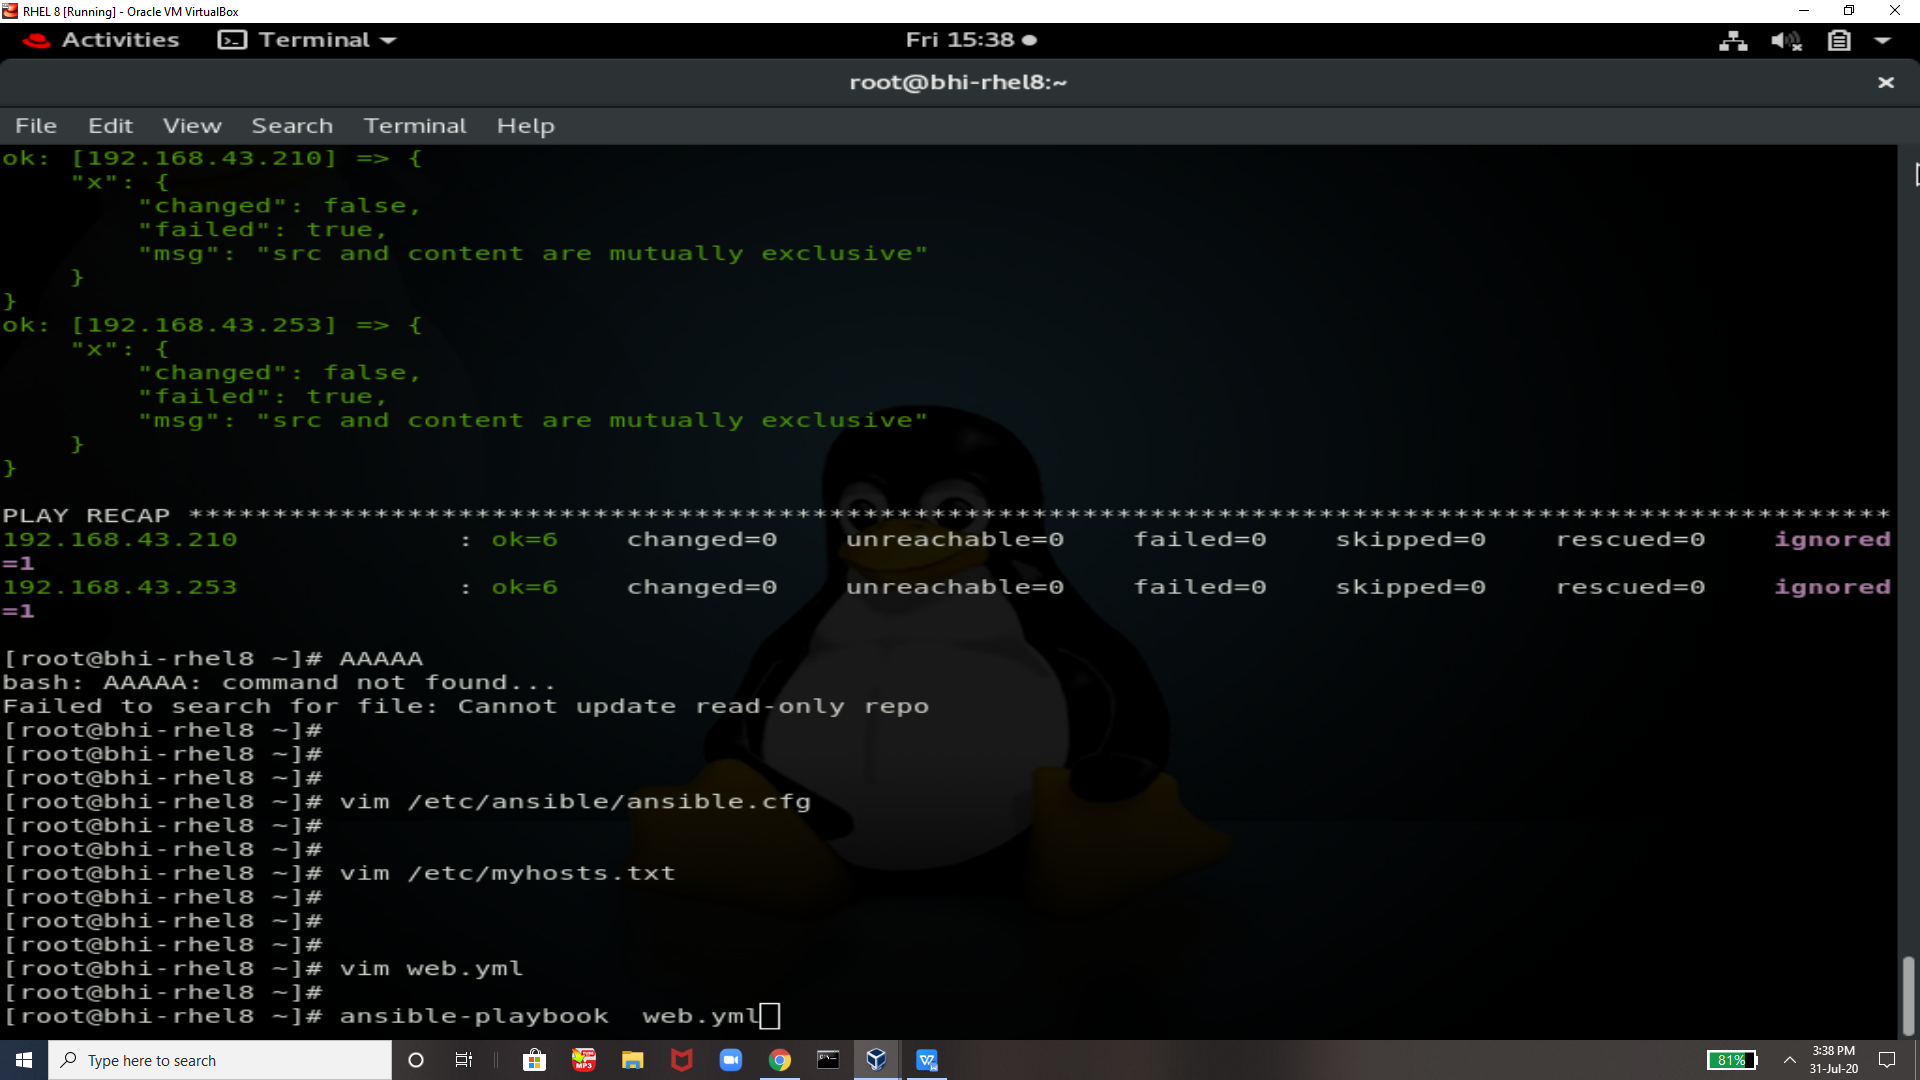 RHEL 8 [Running] - Oracle VM VirtualBox
Activities Terminal Fri 15:38
root@bhi-rhel8:~
File Edit View Search Terminal Help
ok: [192.168.43.210] => {
    "x": {
        "changed": false,
        "failed": true,
        "msg": "src and content are mutually exclusive"
    }
}
ok: [192.168.43.253] => {
    "x": {
        "changed": false,
        "failed": true,
        "msg": "src and content are mutually exclusive"
    }
}
PLAY RECAP *****************************************************************************************************
192.168.43.210             : ok=6    changed=0    unreachable=0    failed=0    skipped=0    rescued=0    ignored
=1
192.168.43.253             : ok=6    changed=0    unreachable=0    failed=0    skipped=0    rescued=0    ignored
=1
[root@bhi-rhel8 ~]# AAAAA
bash: AAAAA: command not found...
Failed to search for file: Cannot update read-only repo
[root@bhi-rhel8 ~]#
[root@bhi-rhel8 ~]#
[root@bhi-rhel8 ~]#
[root@bhi-rhel8 ~]# vim /etc/ansible/ansible.cfg
[root@bhi-rhel8 ~]#
[root@bhi-rhel8 ~]#
[root@bhi-rhel8 ~]# vim /etc/myhosts.txt
[root@bhi-rhel8 ~]#
[root@bhi-rhel8 ~]#
[root@bhi-rhel8 ~]#
[root@bhi-rhel8 ~]# vim web.yml
[root@bhi-rhel8 ~]#
[root@bhi-rhel8 ~]# ansible-playbook  web.yml
Type here to search
MP3
81%
3:38 PM
31-Jul-20